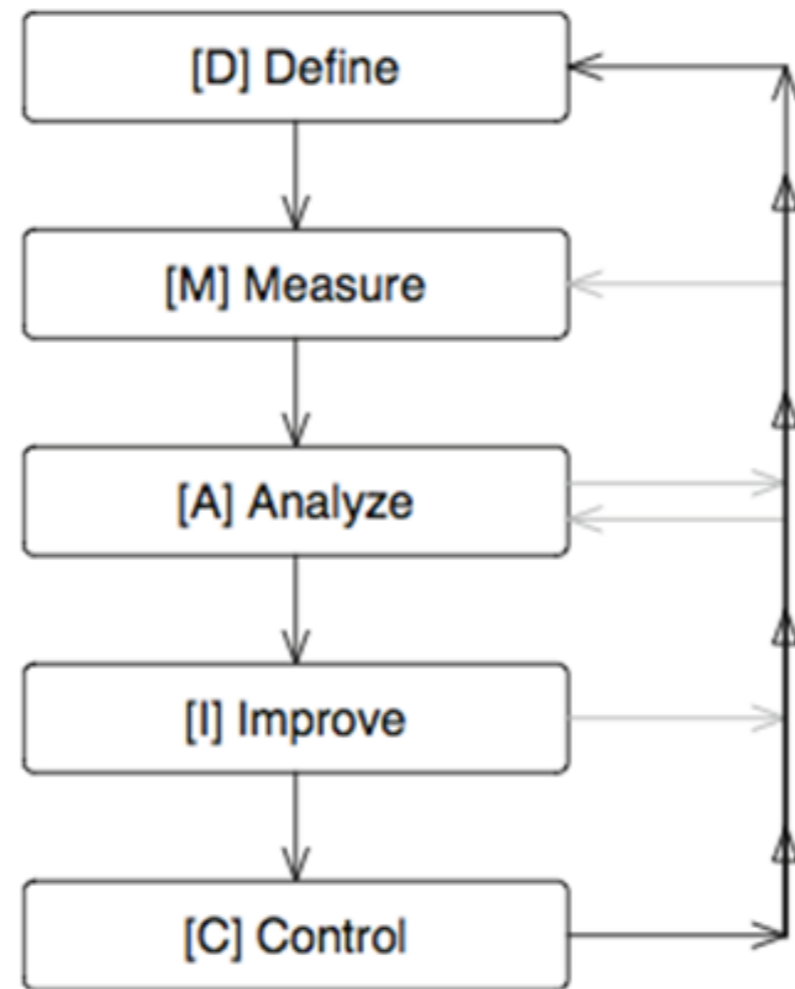 [D] Define
[M] Measure
[A] Analyze
[I] Improve
[C] Control